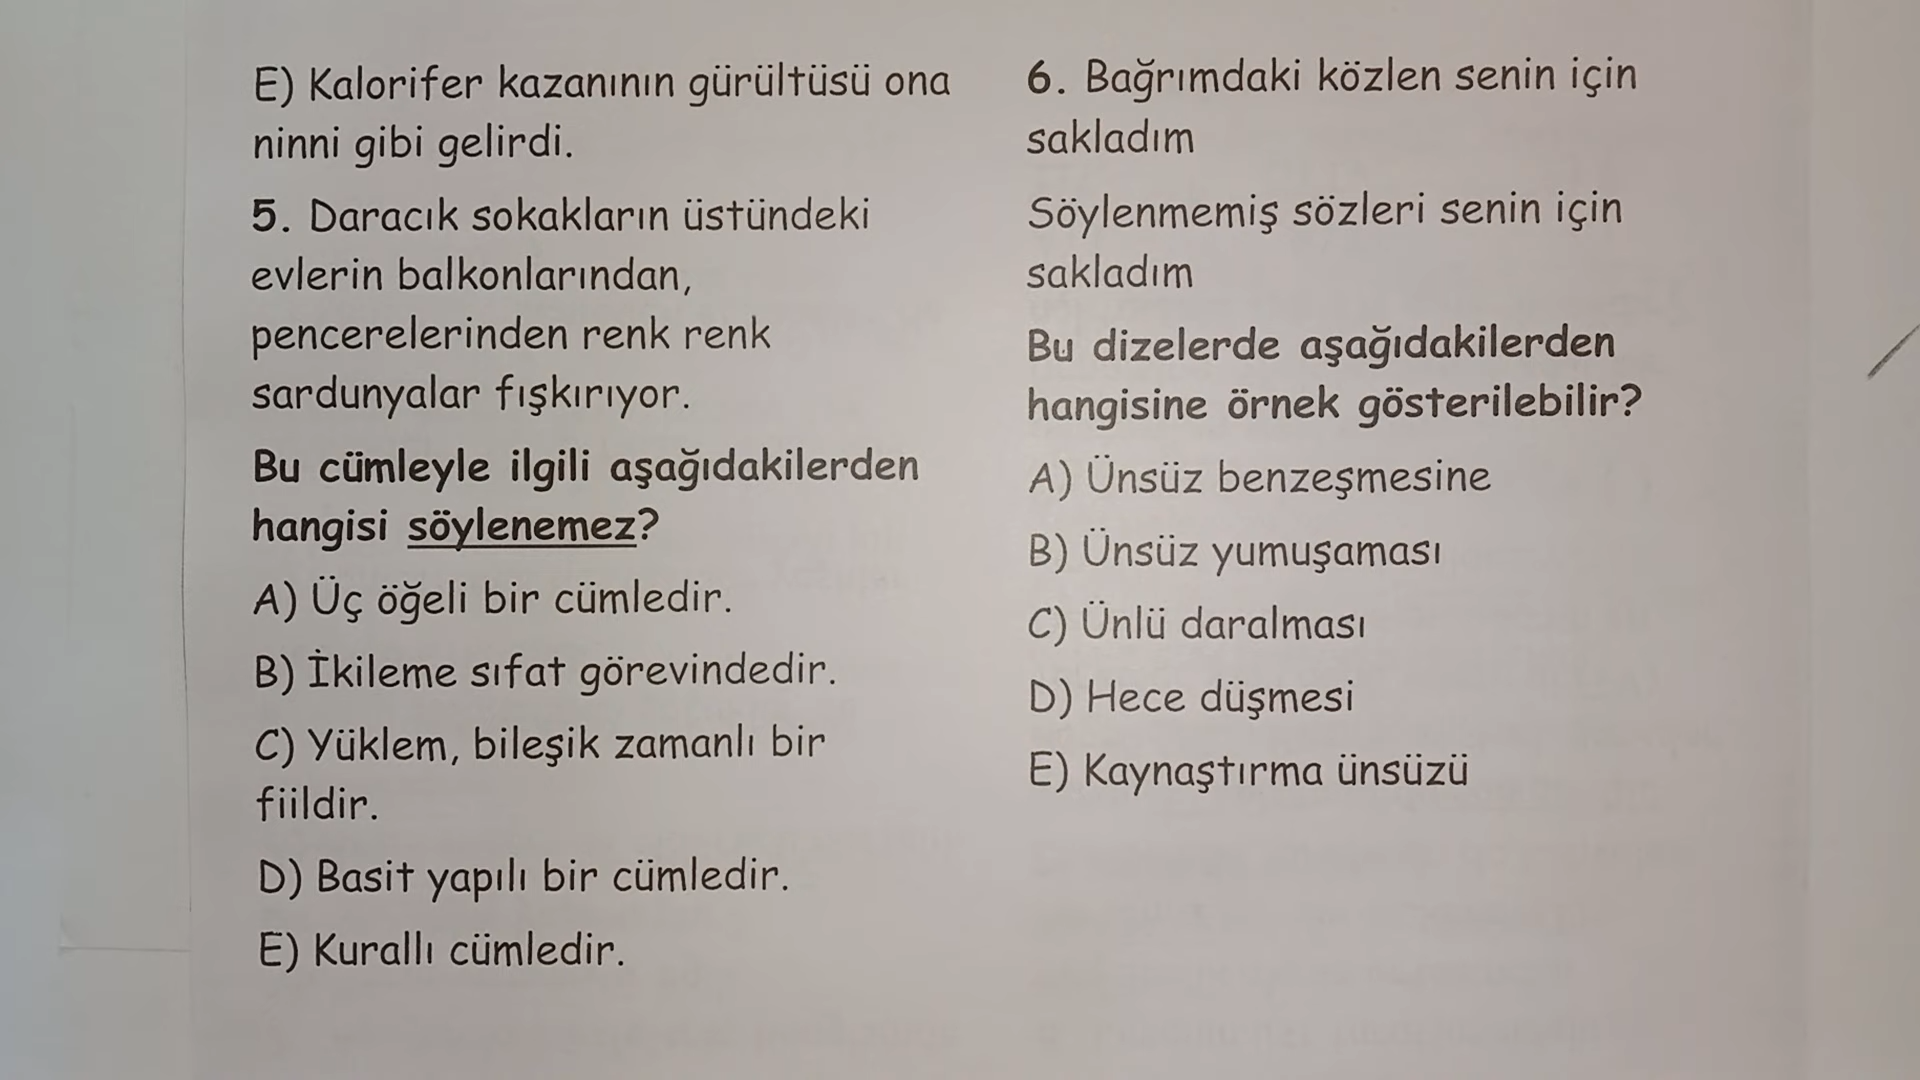 E) Kalorifer kazanının gürültüsü ona
ninni gibi gelirdi.
5. Daracık sokakların üstündeki
evlerin balkonlarından,
pencerelerinden renk renk
sardunyalar fışkırıyor.
Bu cümleyle ilgili aşağıdakilerden
hangisi söylenemez?
A) Üç öğeli bir cümledir.
B) İkileme sıfat görevindedir.
C) Yüklem, bileşik zamanlı bir
fiildir.
D) Basit yapılı bir cümledir.
E) Kurallı cümledir.
6. Bağrımdaki közlen senin için
sakladım
Söylenmemiş sözleri senin için
sakladım
Bu dizelerde aşağıdakilerden
hangisine örnek gösterilebilir?
A) Ünsüz benzeşmesine
B) Ünsüz yumuşaması
C) Ünlü daralması
D) Hece düşmesi
E) Kaynaştırma ünsüzü